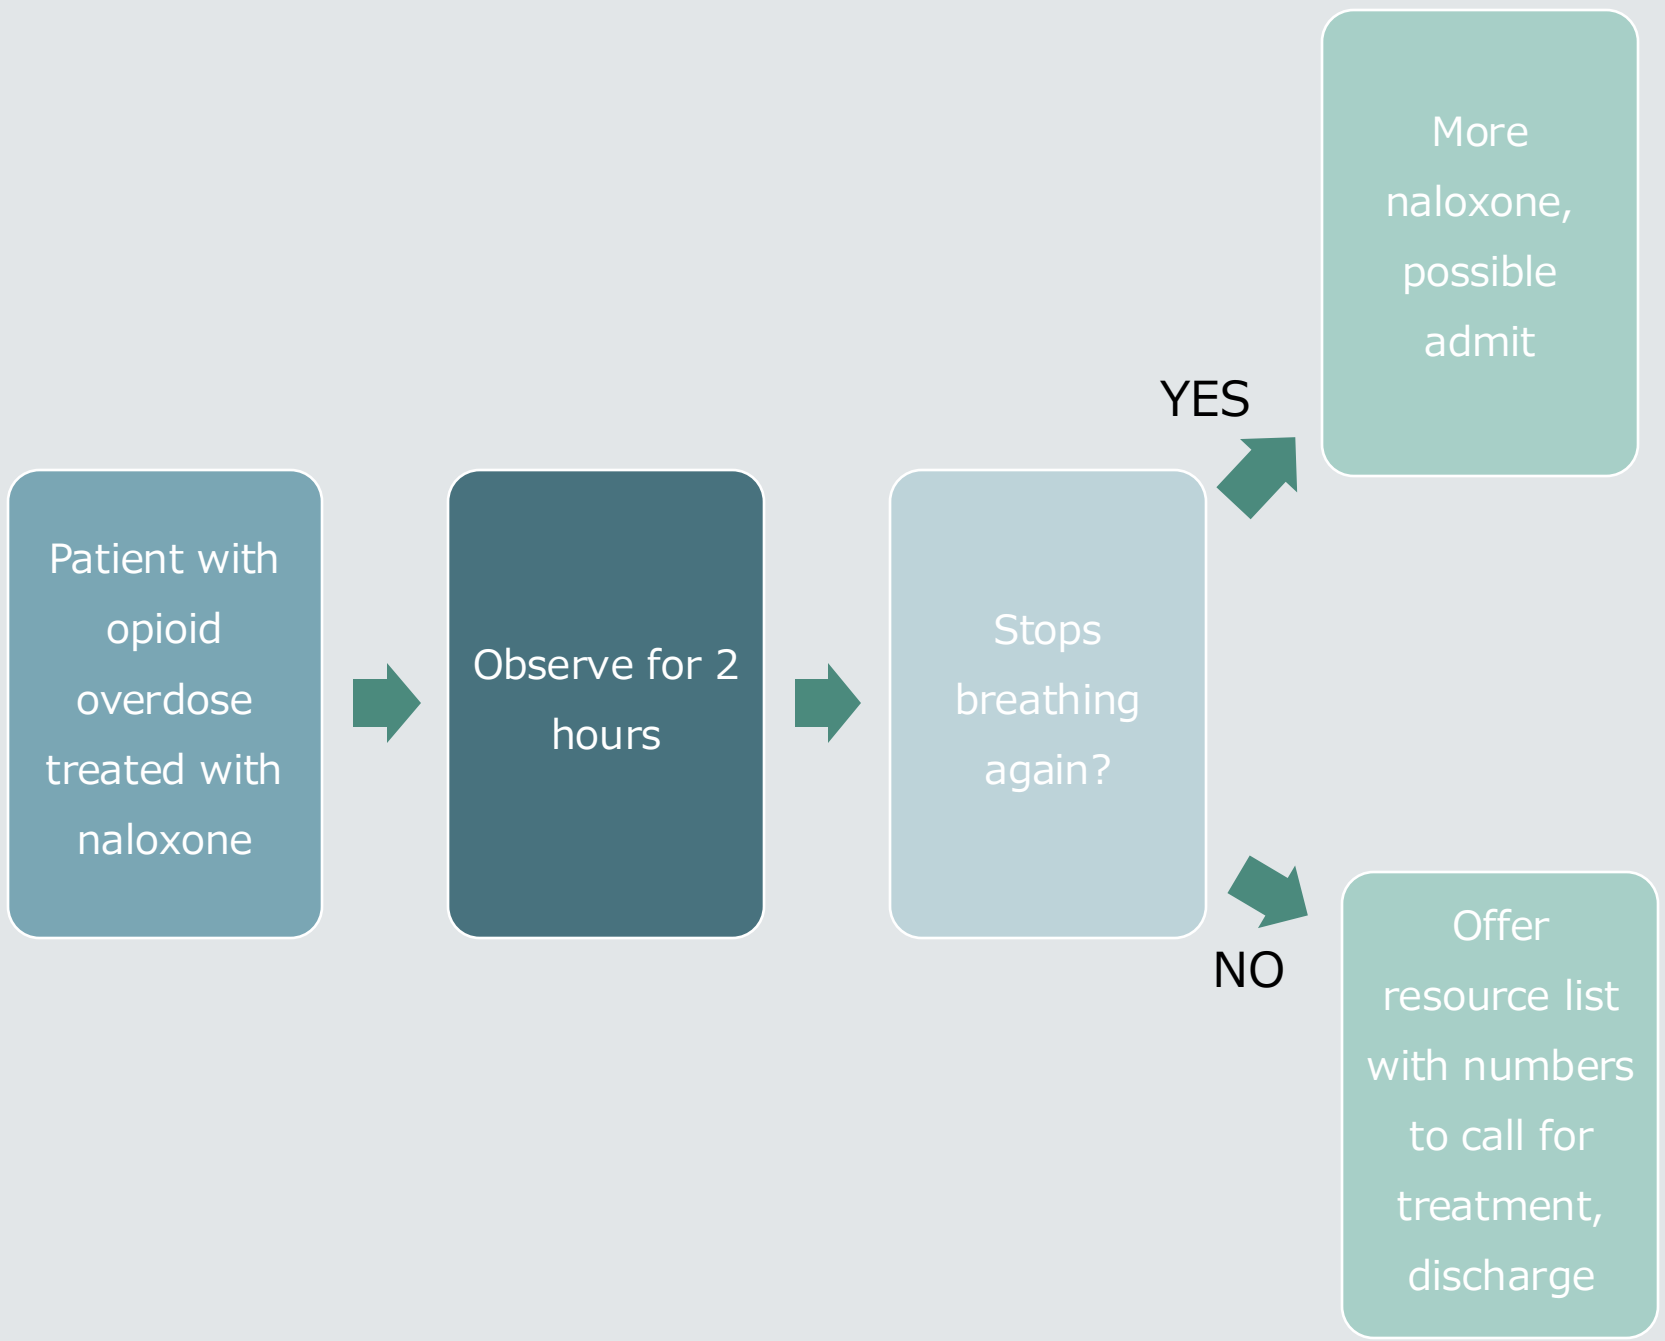 Patient with
opioid
overdose
treated with
naloxone
Observe for 2
hours
Stops
breathing
again?
YES
More
naloxone,
possible
admit
NO
Offer
resource list
with numbers
to call for
treatment,
discharge